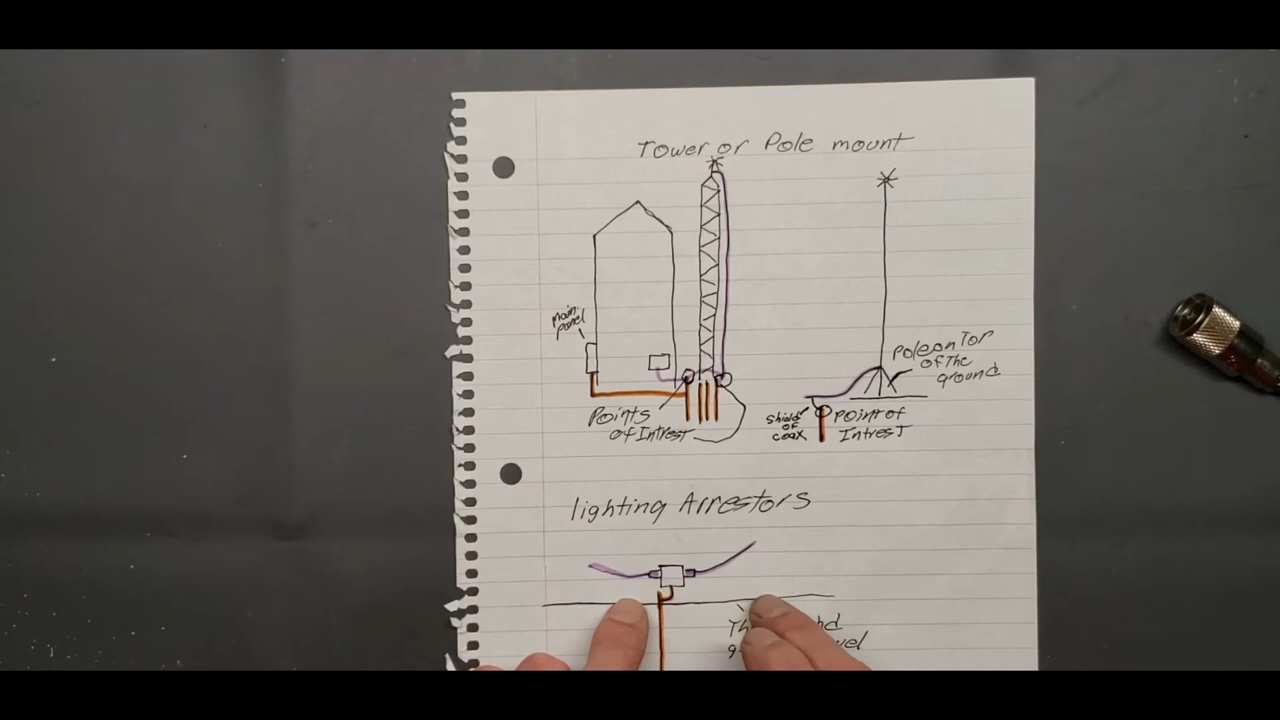 Tower or Pole mount
main
panel
Points
of Intrest
Pole on Top
of The
ground
Shield
of
coax
Point of
Intrest
lighting Arrestors